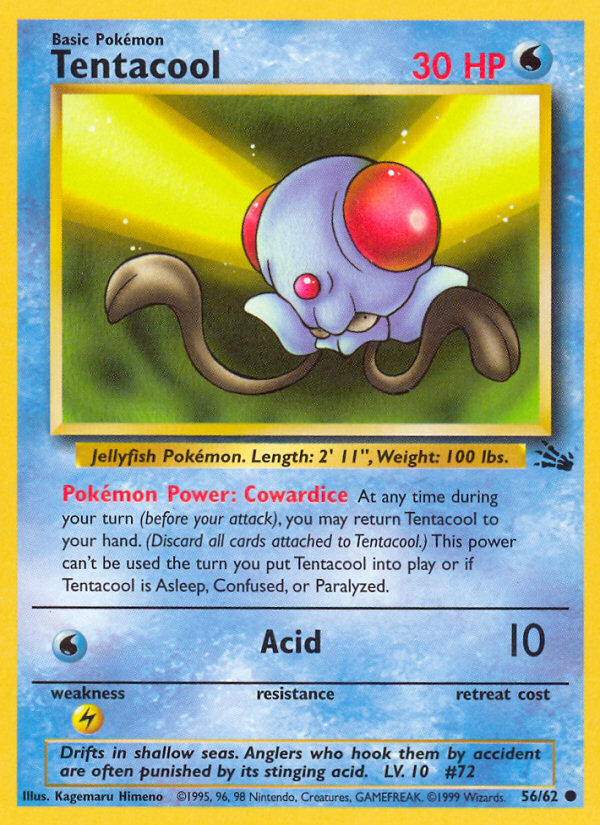 Basic Pokémon
Tentacool
30 HP
Jellyfish Pokémon. Length: 2' 11", Weight: 100 lbs.
Pokémon Power: Cowardice At any time during
your turn (before your attack), you may return Tentacool to
your hand. (Discard all cards attached to Tentacool.) This power
can't be used the turn you put Tentacool into play or if
Tentacool is Asleep, Confused, or Paralyzed.
Acid 10
weakness resistance retreat cost
Drifts in shallow seas. Anglers who hook them by accident
are often punished by its stinging acid. LV. 10 #72
Illus. Kagemaru Himeno ©1995, 96, 98 Nintendo, Creatures, GAMEFREAK. ©1999 Wizards. 56/62